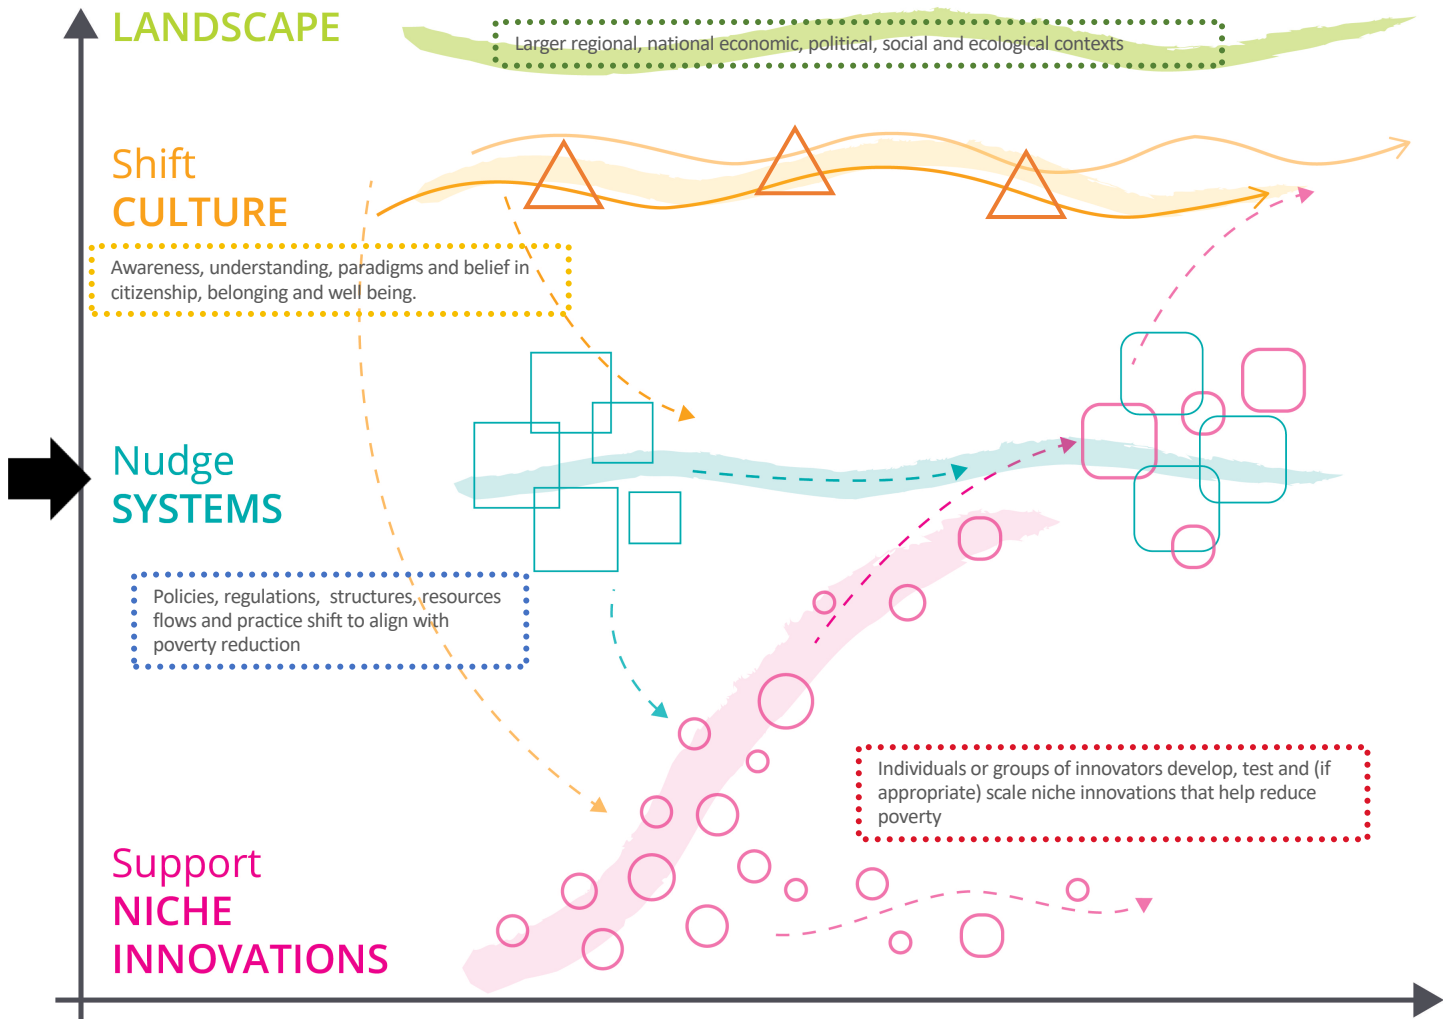 LANDSCAPE
Larger regional, national economic, political, social and ecological contexts
Shift
CULTURE
Awareness, understanding, paradigms and belief in
citizenship, belonging and well being.
Nudge
SYSTEMS
Policies, regulations, structures, resources
flows and practice shift to align with
poverty reduction
Individuals or groups of innovators develop, test and (if
appropriate) scale niche innovations that help reduce
poverty
Support
NICHE
INNOVATIONS